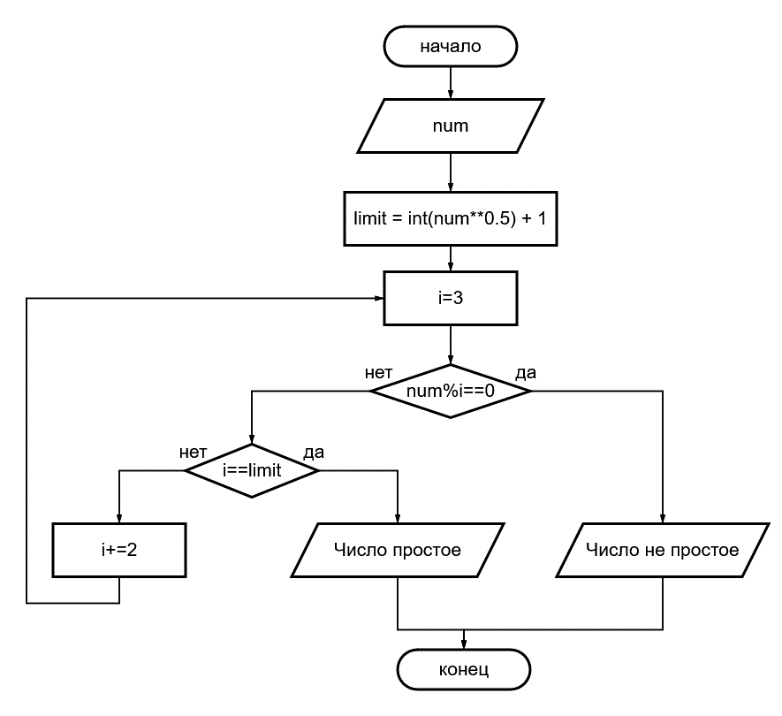 начало
num
limit = int(num**0.5) + 1
i=3
нет
num%i==0
да
нет
i==limit
да
i+=2
Число простое
Число не простое
конец